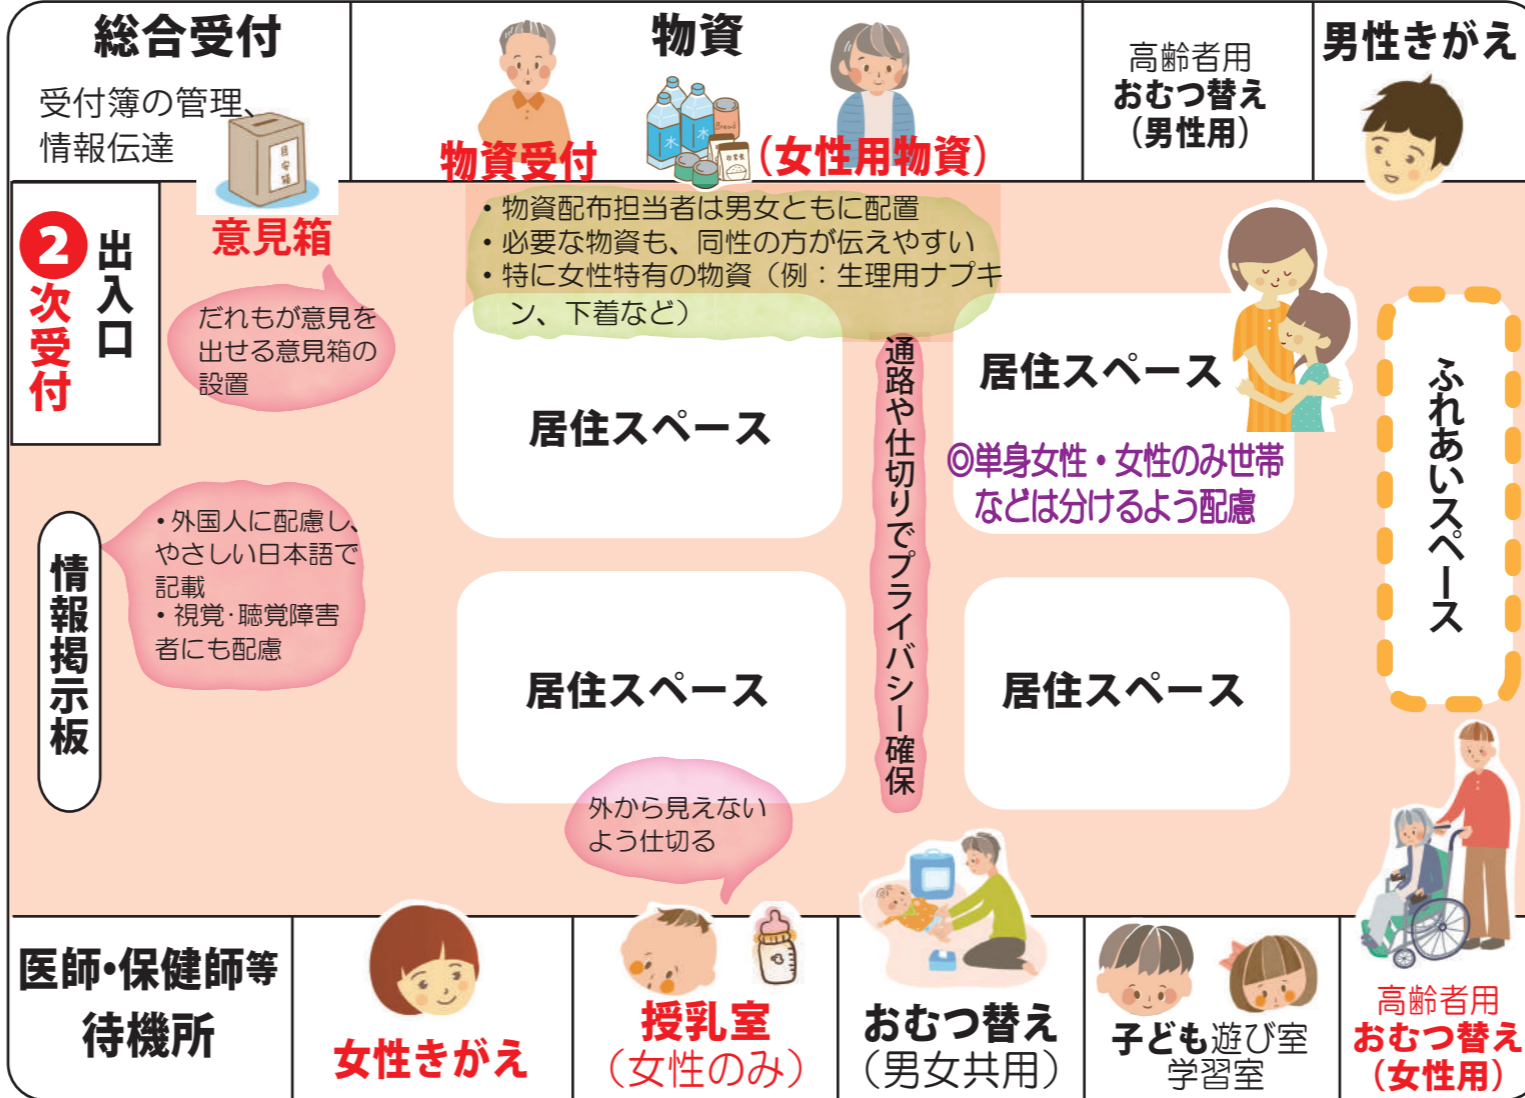 総合受付
受付簿の管理、
情報伝達
目安箱
意見箱
だれもが意見を
出せる意見箱の
設置
物資
物資受付
水
水
Bread
非常食
(女性用物資)
・物資配布担当者は男女ともに配置
・必要な物資も、同性の方が伝えやすい
・特に女性特有の物資（例：生理用ナプキ
ン、下着など）
高齢者用
おむつ替え
(男性用)
男性きがえ
2次受付
出入口
情報掲示板
・外国人に配慮し、
やさしい日本語で
記載
・視覚・聴覚障害
者にも配慮
居住スペース
通路や仕切りでプライバシー確保
居住スペース
◎単身女性・女性のみ世帯
などは分けるよう配慮
ふれあいスペース
居住スペース
居住スペース
外から見えない
よう仕切る
医師・保健師等
待機所
女性きがえ
授乳室
（女性のみ）
おむつ替え
（男女共用）
子ども遊び室
学習室
高齢者用
おむつ替え
(女性用)